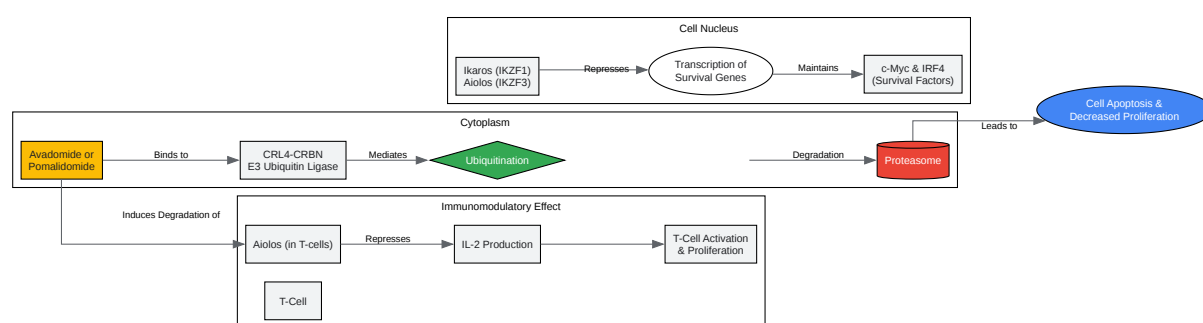 Cell Nucleus
Ikaros (IKZF1)
Aiolos (IKZF3)
Represses
Transcription of
Survival Genes
Maintains
c-Myc & IRF4
(Survival Factors)
Cell Apoptosis &
Decreased Proliferation
Leads to
Cytoplasm
Avadomide or
Pomalidomide
Binds to
CRL4-CRBN
E3 Ubiquitin Ligase
Mediates
Ubiquitination
Degradation
Proteasome
Induces Degradation of
Immunomodulatory Effect
Aiolos (in T-cells)
Represses
IL-2 Production
T-Cell Activation
& Proliferation
T-Cell